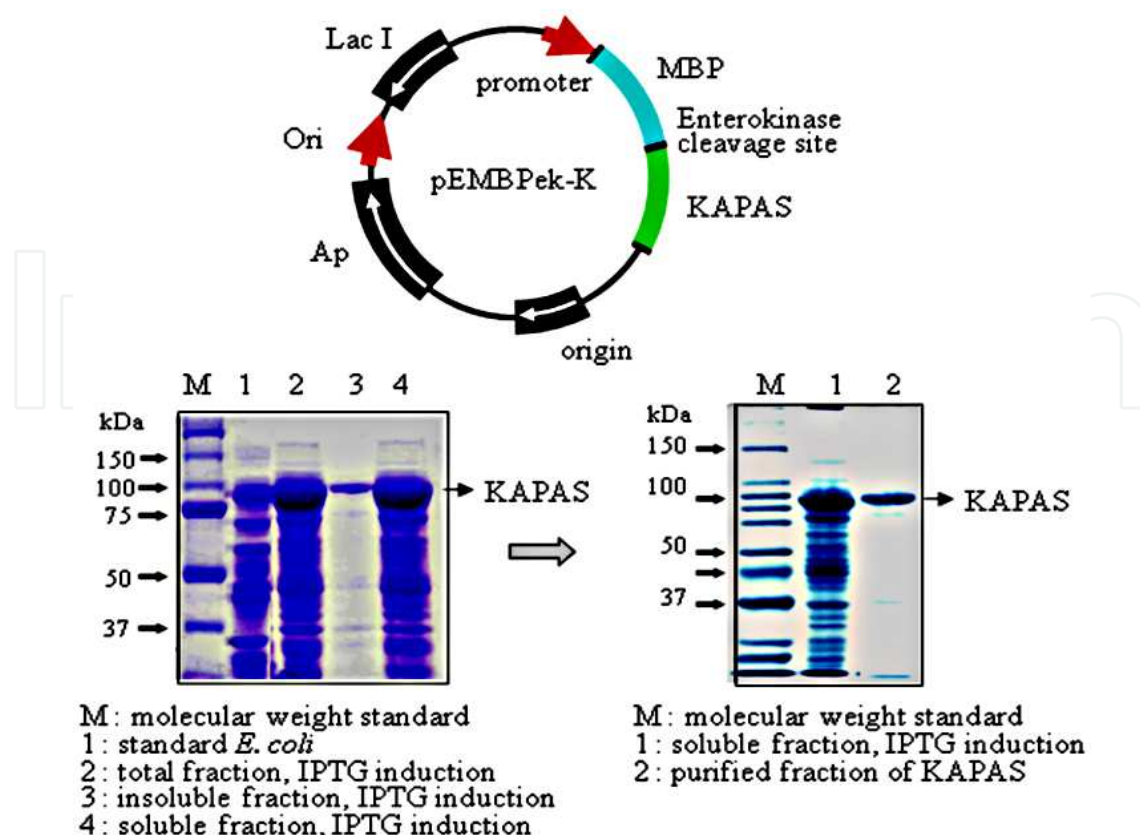 Lac I
promoter
MBP
Enterokinase
cleavage site
Ori
pEMBPek-K
KAPAS
Ap
origin
M 1 2 3 4
kDa
150
100
75
50
37
KAPAS
M 1 2
kDa
150
100
50
37
KAPAS
M : molecular weight standard
1 : standard E. coli
2 : total fraction, IPTG induction
3 : insoluble fraction, IPTG induction
4 : soluble fraction, IPTG induction
M : molecular weight standard
1 : soluble fraction, IPTG induction
2 : purified fraction of KAPAS